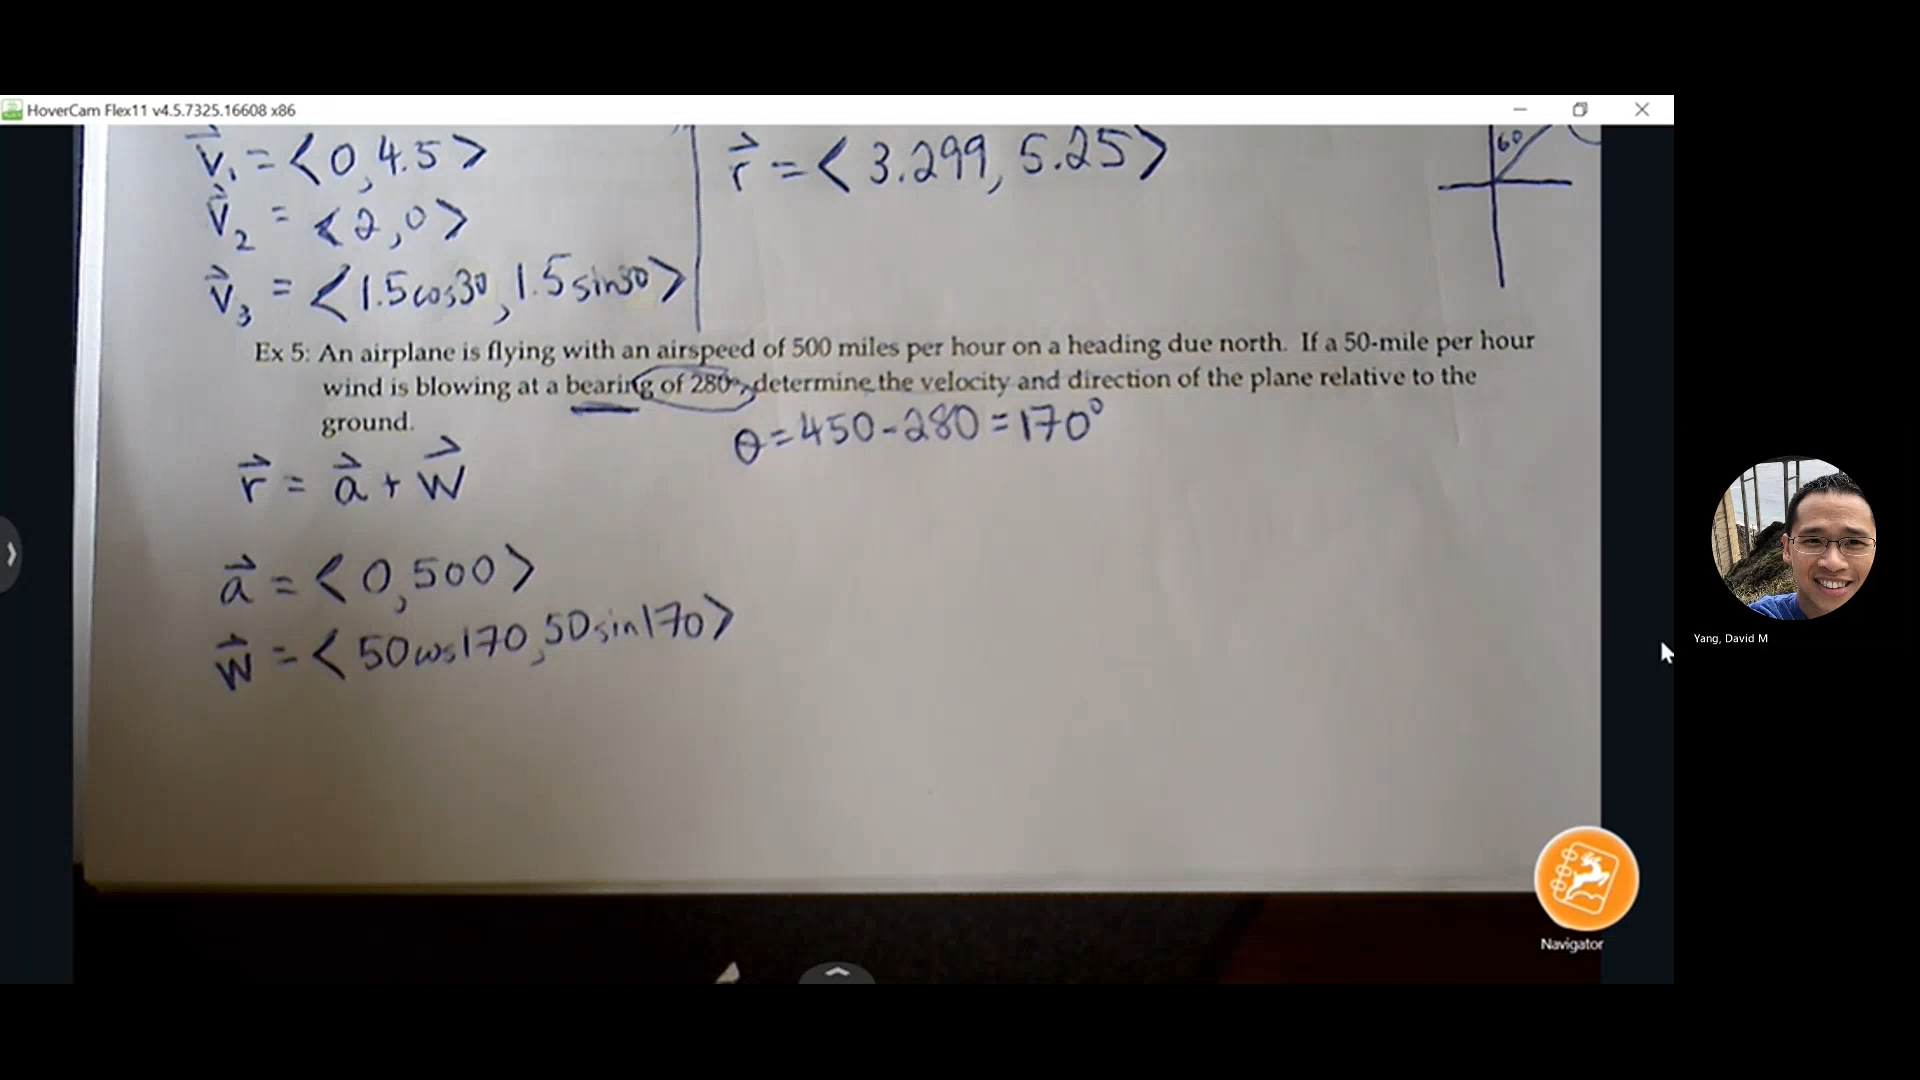 HoverCam Flex11 v4.5.7325.16608 x86
v₁ = <0, 4.5>
v₂ = <2, 0>
v₃ = <1.5cos30, 1.5sin30>
r = <3.299, 5.25>
60
Ex 5: An airplane is flying with an airspeed of 500 miles per hour on a heading due north. If a 50-mile per hour
wind is blowing at a bearing of 280°, determine the velocity and direction of the plane relative to the
ground.
θ = 450 - 280 = 170°
r = a + w
a = <0, 500>
w = <50cos170, 50sin170>
Navigator
Yang, David M